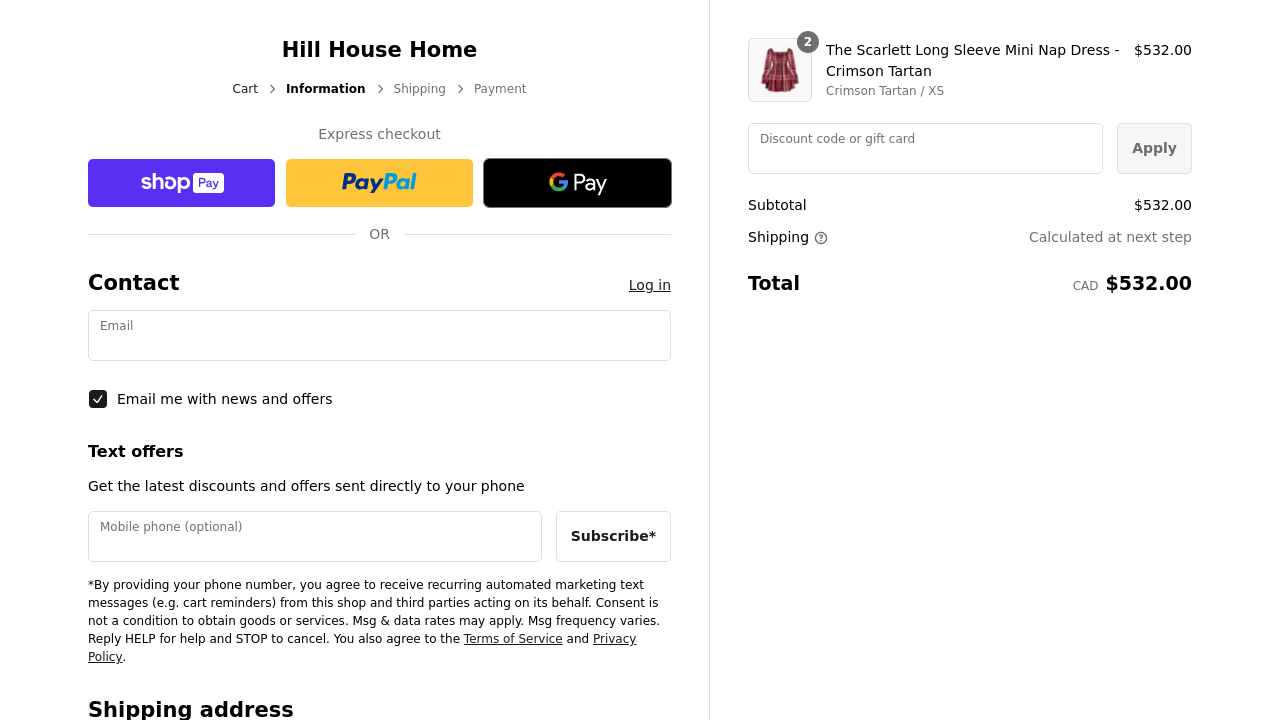 Hill House Home
Cart > Information > Shipping > Payment
Express checkout
shop Pay
PayPal
G Pay
OR
Contact
Log in
Email
Email me with news and offers
Text offers
Get the latest discounts and offers sent directly to your phone
Mobile phone (optional)
Subscribe*
*By providing your phone number, you agree to receive recurring automated marketing text
messages (e.g. cart reminders) from this shop and third parties acting on its behalf. Consent is
not a condition to obtain goods or services. Msg & data rates may apply. Msg frequency varies.
Reply HELP for help and STOP to cancel. You also agree to the Terms of Service and Privacy
Policy.
Shipping address
2
The Scarlett Long Sleeve Mini Nap Dress - $532.00
Crimson Tartan
Crimson Tartan / XS
Discount code or gift card
Apply
Subtotal $532.00
Shipping Calculated at next step
Total CAD $532.00